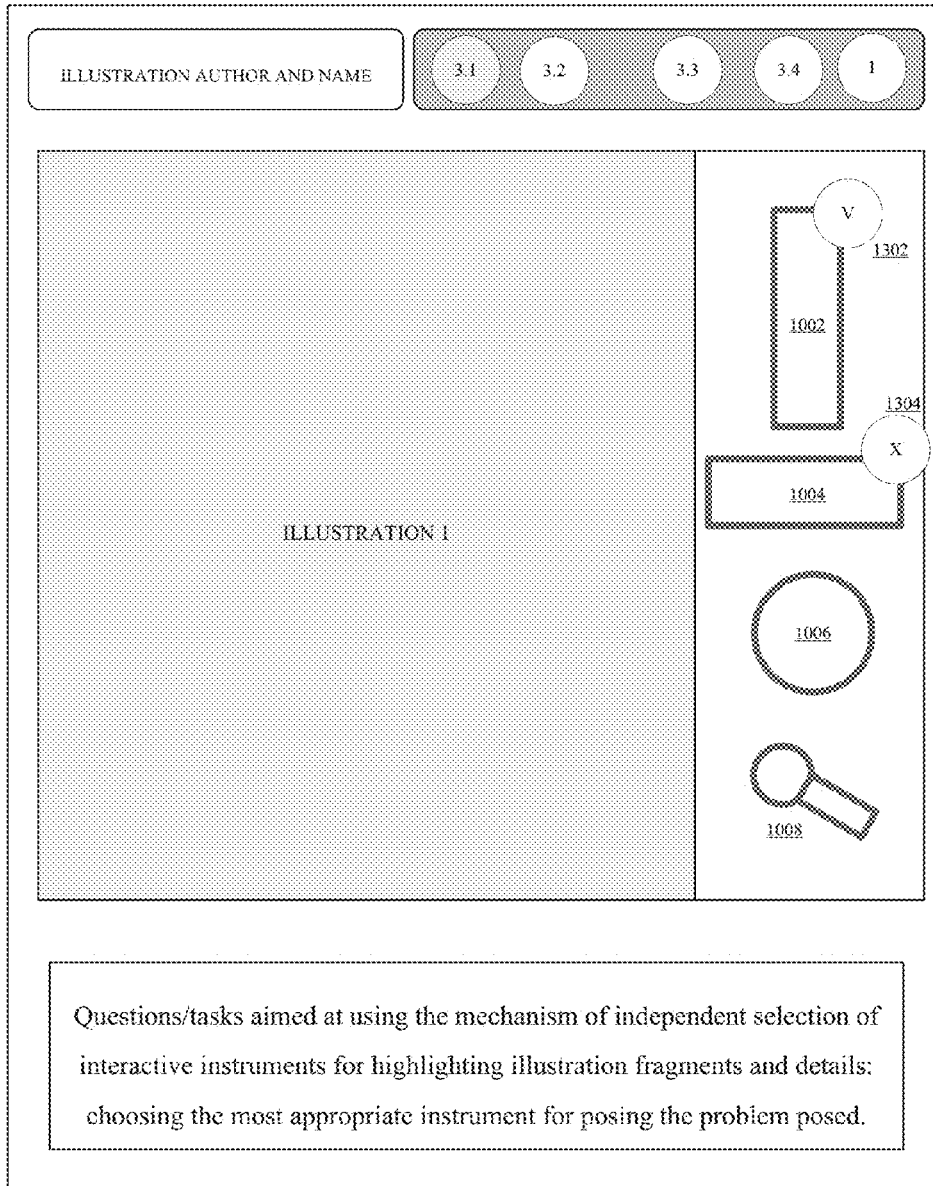 ILLUSTRATION AUTHOR AND NAME
3.1
3.2
3.3
3.4
1
V
1302
1002
1304
X
1004
ILLUSTRATION 1
1006
1008
Questions/tasks aimed at using the mechanism of independent selection of
interactive instruments for highlighting illustration fragments and details:
choosing the most appropriate instrument for posing the problem posed.